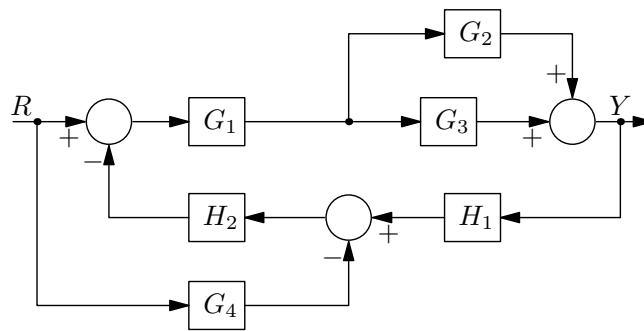 G₂
R + G₁ G₃ + + Y
−
H₂ + H₁
−
G₄